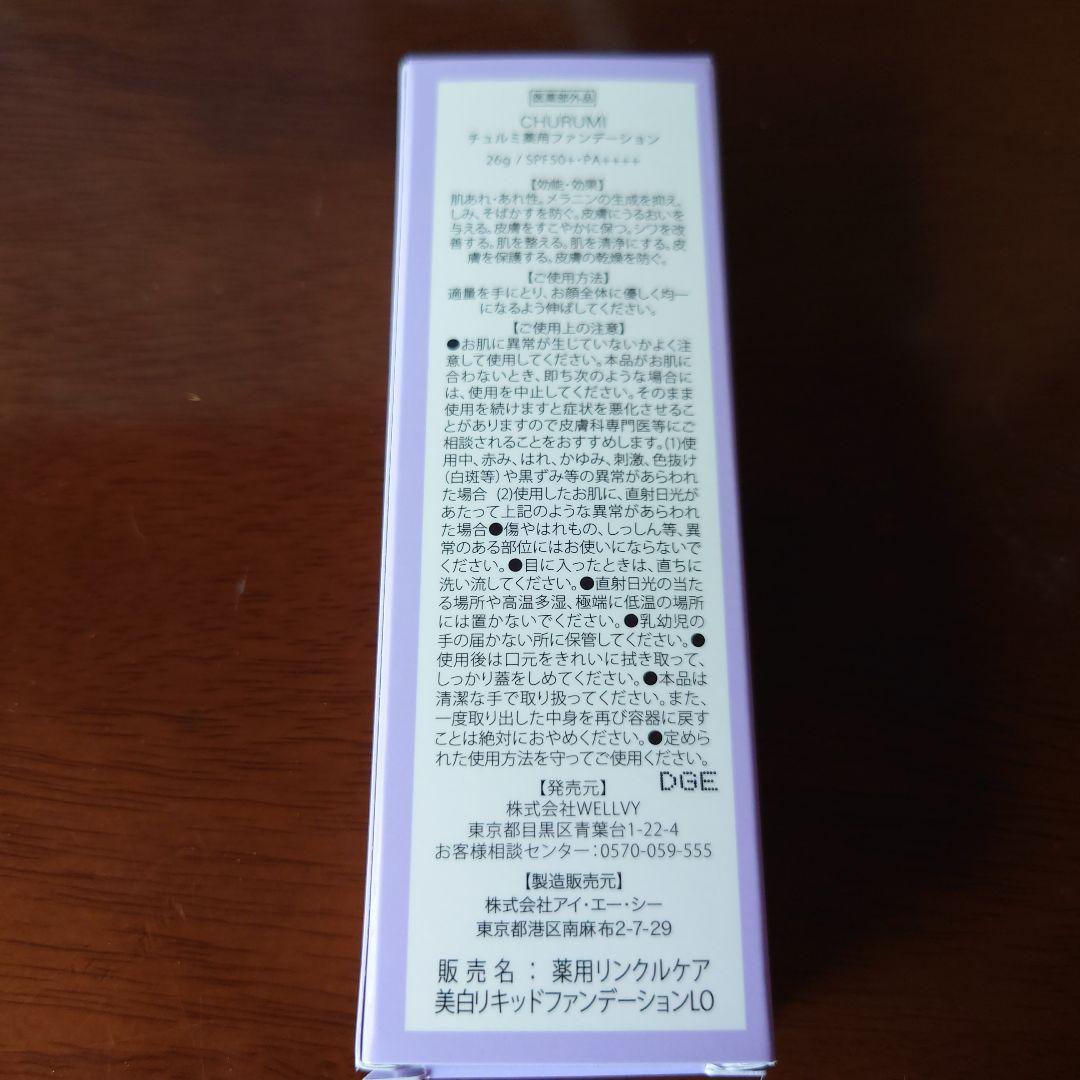 医薬部外品
CHURUMI
チュルミ薬用ファンデーション
26g / SPF50+・PA++++
【効能・効果】
肌あれ・あれ性。メラニンの生成を抑え、
しみ、そばかすを防ぐ。皮膚にうるおいを
与える。皮膚をすこやかに保つ。シワを改
善する。肌を整える。肌を清浄にする。皮
膚を保護する。皮膚の乾燥を防ぐ。
【ご使用方法】
適量を手にとり、お顔全体に優しく均一
になるよう伸ばしてください。
【ご使用上の注意】
●お肌に異常が生じていないかよく注
意して使用してください。本品がお肌に
合わないとき、即ち次のような場合に
は、使用を中止してください。そのまま
使用を続けますと症状を悪化させるこ
とがありますので皮膚科専門医等にご
相談されることをおすすめします。(1)使
用中、赤み、はれ、かゆみ、刺激、色抜け
(白斑等)や黒ずみ等の異常があらわれ
た場合 (2)使用したお肌に、直射日光が
あたって上記のような異常があらわれ
た場合●傷やはれもの、しっしん等、異
常のある部位にはお使いにならないで
ください。●目に入ったときは、直ちに
洗い流してください。●直射日光の当た
る場所や高温多湿、極端に低温の場所
には置かないでください。●乳幼児の
手の届かない所に保管してください。●
使用後は口元をきれいに拭き取って、
しっかり蓋をしめてください。●本品は
清潔な手で取り扱ってください。また、
一度取り出した中身を再び容器に戻す
ことは絶対におやめください。●定めら
れた使用方法を守ってご使用ください。
DGE
【発売元】
株式会社WELLVY
東京都目黒区青葉台1-22-4
お客様相談センター:0570-059-555
【製造販売元】
株式会社アイ・エー・シー
東京都港区南麻布2-7-29
販売名：薬用リンクルケア
美白リキッドファンデーションLO